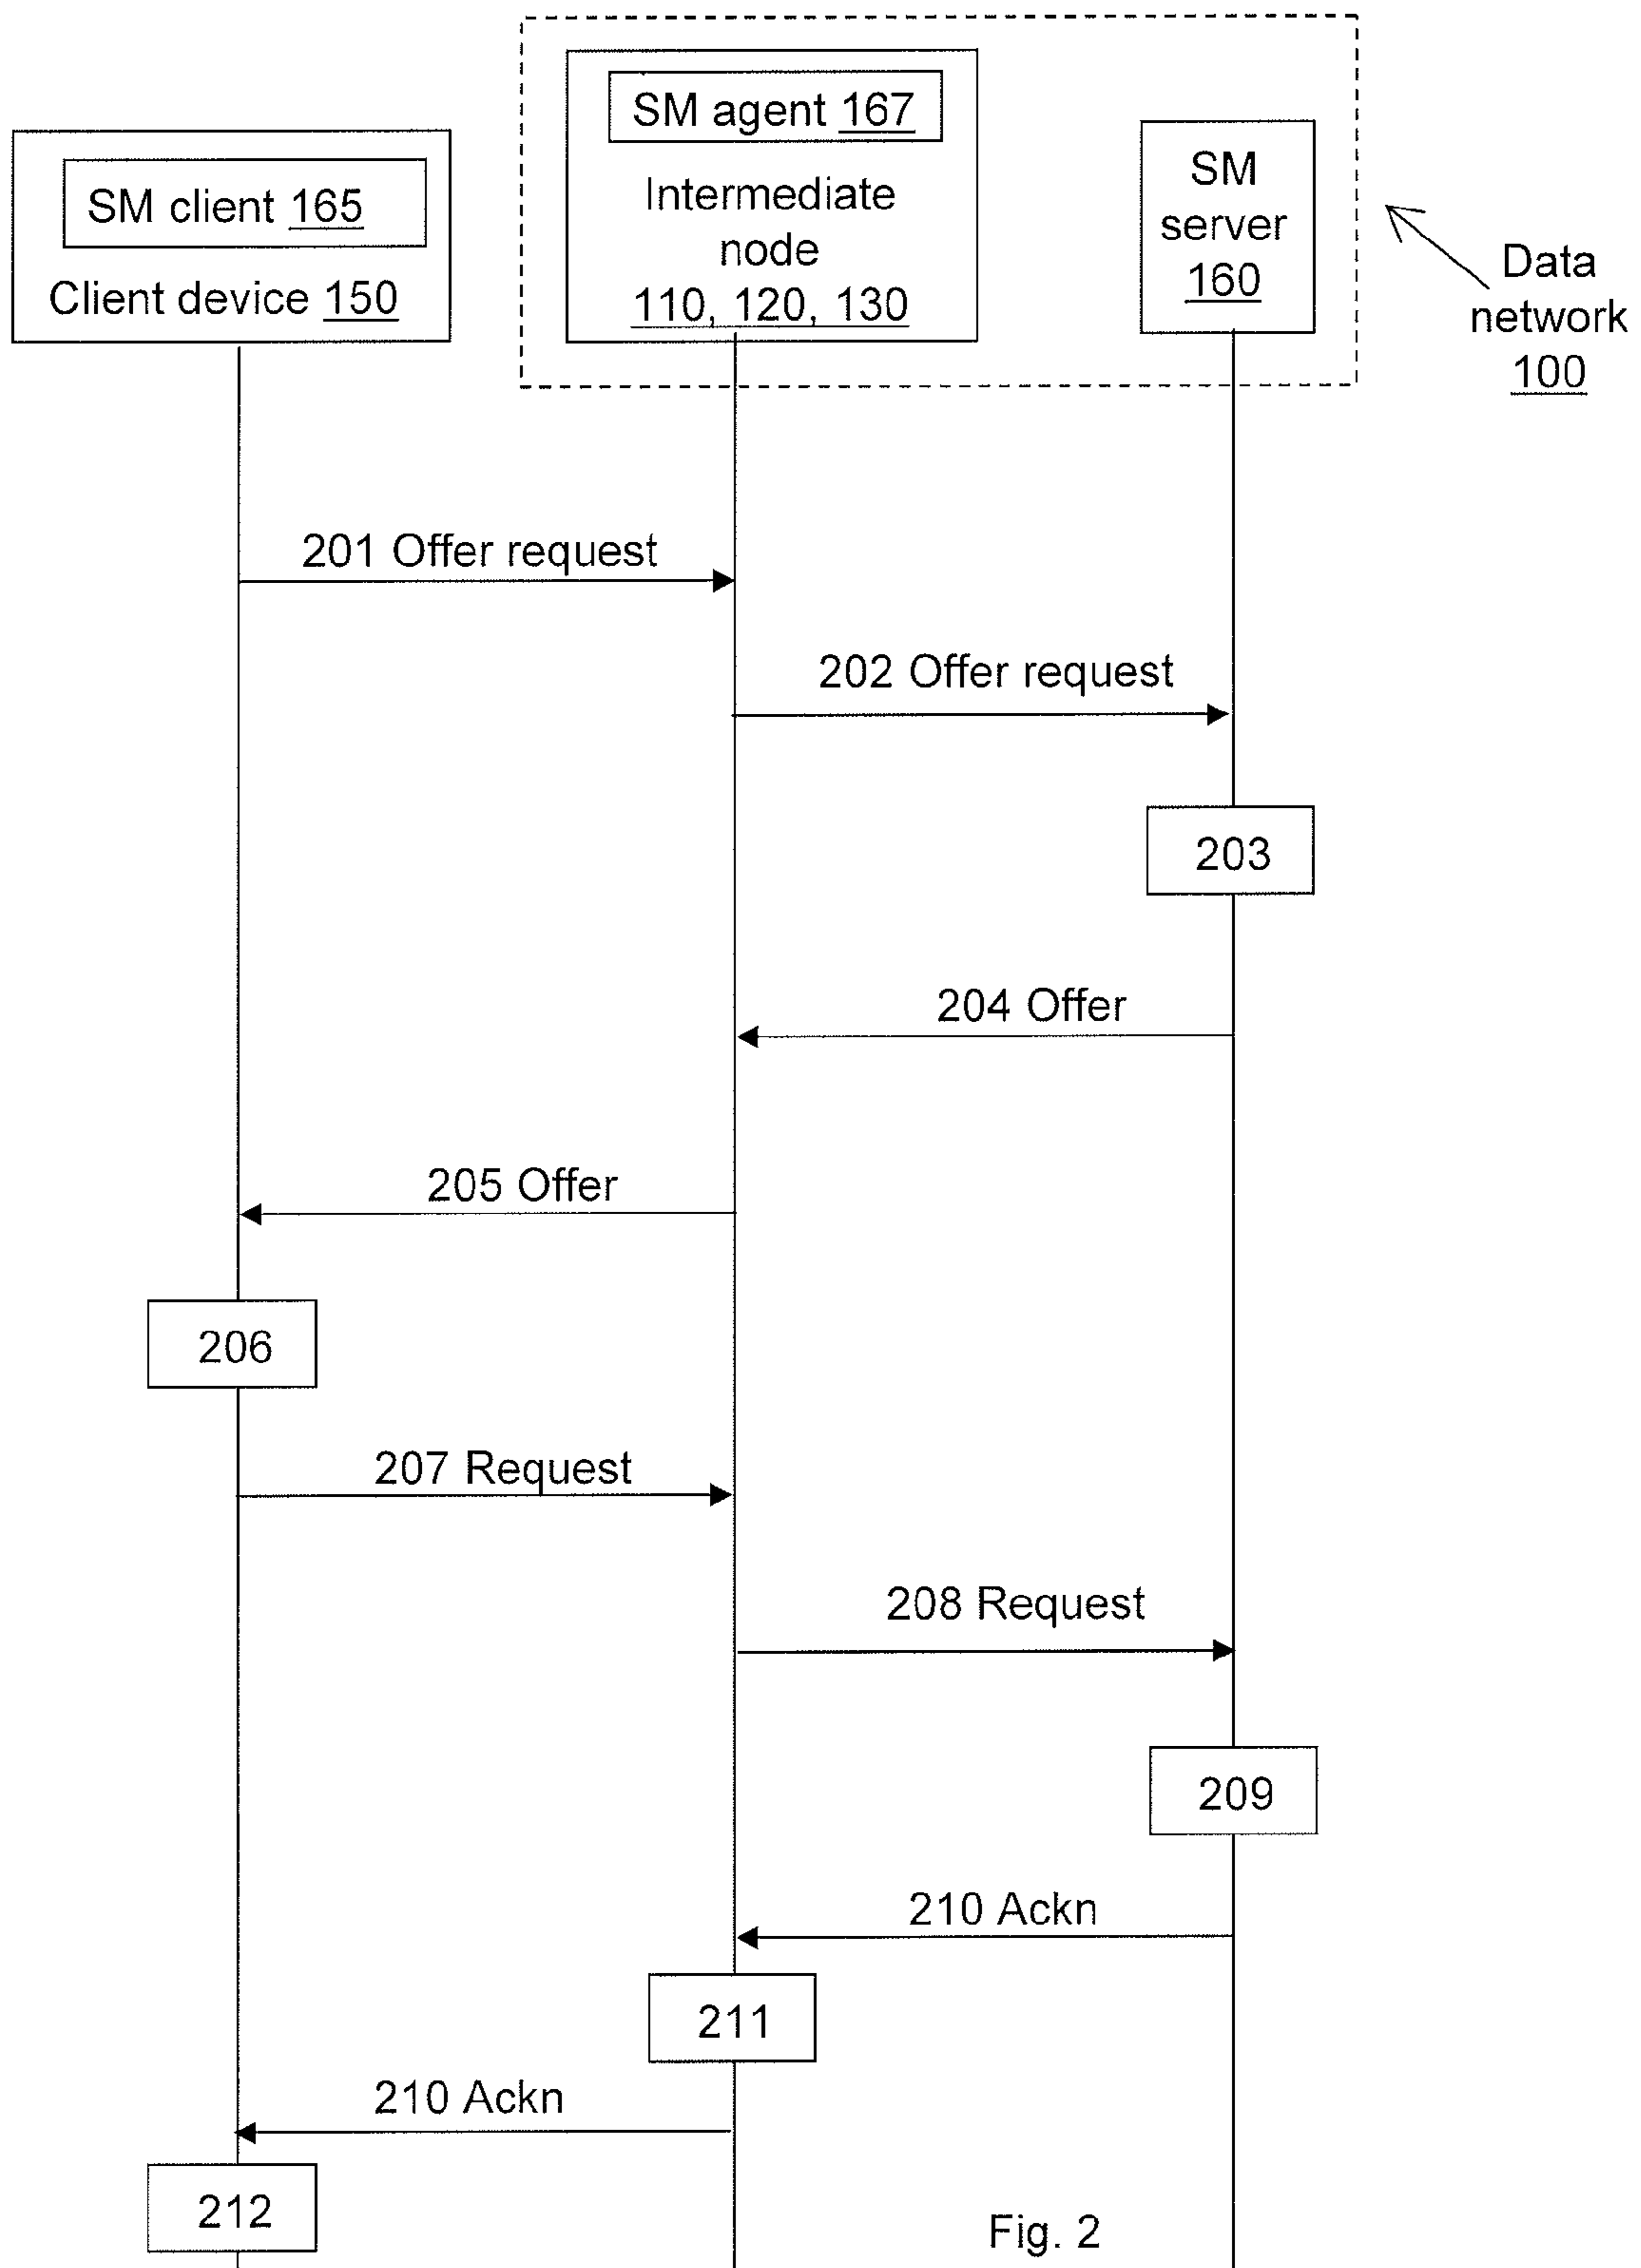 SM agent 167
Intermediate
node
110, 120, 130
SM client 165
Client device 150
SM
server
160
Data
network
100
201 Offer request
202 Offer request
203
204 Offer
205 Offer
206
207 Request
208 Request
209
210 Ackn
211
210 Ackn
212
Fig. 2